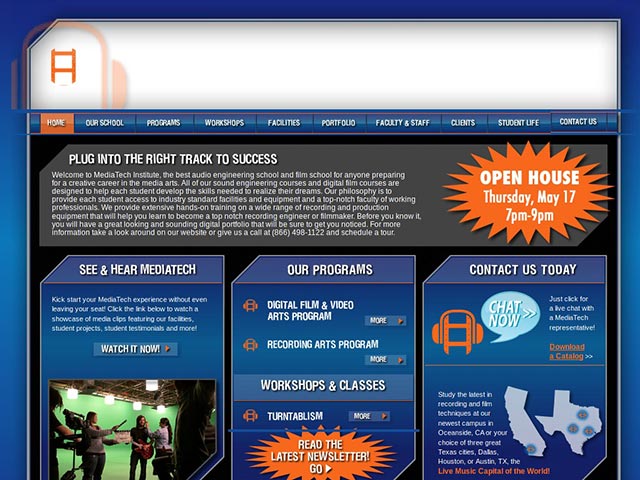 HOME
OUR SCHOOL
PROGRAMS
WORKSHOPS
FACILITIES
PORTFOLIO
FACULTY & STAFF
CLIENTS
STUDENT LIFE
CONTACT US
PLUG INTO THE RIGHT TRACK TO SUCCESS
Welcome to MediaTech Institute, the best audio engineering school and film school for anyone preparing
for a creative career in the media arts. All of our sound engineering courses and digital film courses are
designed to help each student develop the skills needed to realize their dreams. Our philosophy is to
provide each student access to industry standard facilities and equipment and a top-notch faculty of working
professionals. We provide extensive hands-on training on a wide range of recording and production
equipment that will help you learn to become a top notch recording engineer or filmmaker. Before you know it,
you will have a great looking and sounding digital portfolio that will be sure to get you noticed. For more
information take a look around on our website or give us a call at (866) 498-1122 and schedule a tour.
OPEN HOUSE
Thursday, May 17
7pm-9pm
SEE & HEAR MEDIATECH
Kick start your MediaTech experience without even
leaving your seat! Click the link below to watch a
showcase of media clips featuring our facilities,
student projects, student testimonies and more!
WATCH IT NOW!
OUR PROGRAMS
DIGITAL FILM & VIDEO
ARTS PROGRAM
MORE
RECORDING ARTS PROGRAM
MORE
WORKSHOPS & CLASSES
TURNTABLISM
MORE
READ THE
LATEST NEWSLETTER!
GO
CONTACT US TODAY
CHAT
NOW >>
Just click for
a live chat with
a MediaTech
representative!
Download
a Catalog >>
Study the latest in
recording and film
techniques at our
newest campus in
Oceanside, CA or your
choice of three great
Texas cities, Dallas,
Houston, or Austin, TX, the
Live Music Capital of the World!